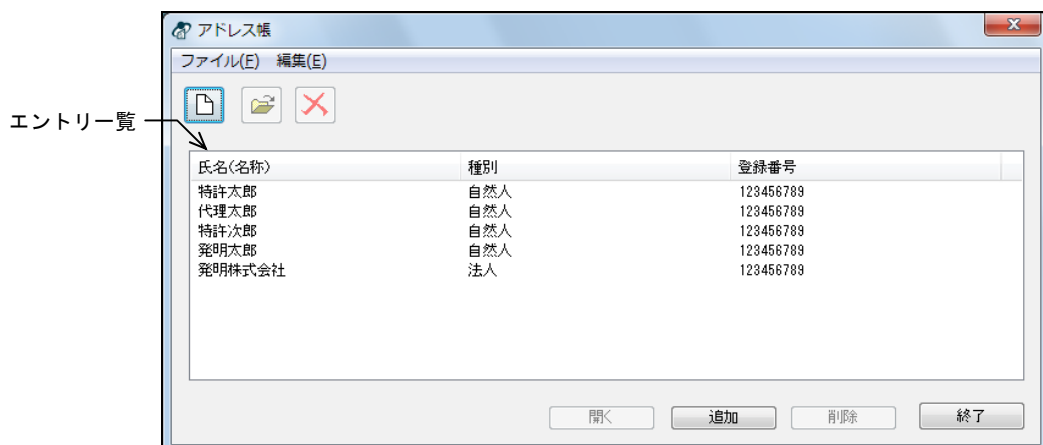 アドレス帳
ファイル(F) 編集(E)
エントリ一覧
氏名(名称) 種別 登録番号
特許太郎 自然人 123456789
代理太郎 自然人 123456789
特許次郎 自然人 123456789
発明太郎 自然人 123456789
発明株式会社 法人 123456789
開く 追加 削除 終了